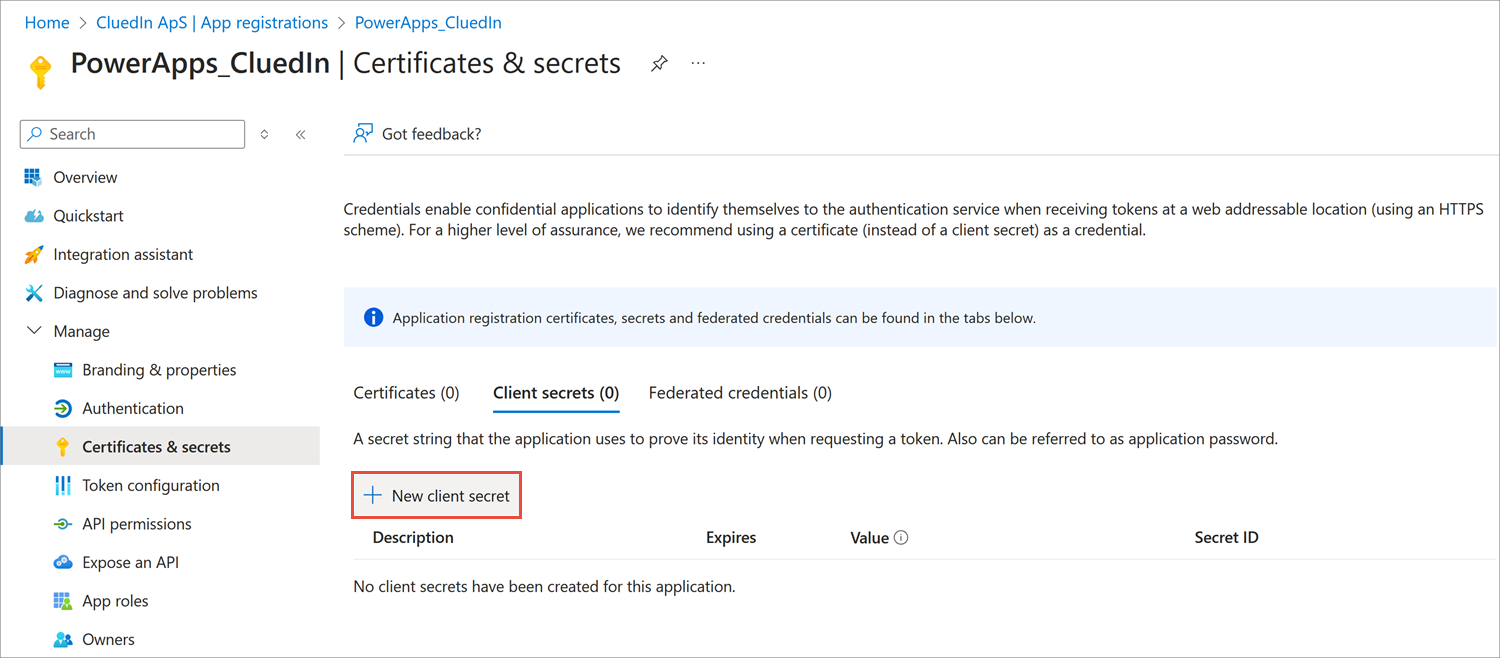 Home > CluedIn ApS | App registrations > PowerApps_CluedIn
PowerApps_CluedIn | Certificates & secrets
Search
Got feedback?
Overview
Quickstart
Integration assistant
Diagnose and solve problems
Manage
Branding & properties
Authentication
Certificates & secrets
Token configuration
API permissions
Expose an API
App roles
Owners
Credentials enable confidential applications to identify themselves to the authentication service when receiving tokens at a web addressable location (using an HTTPS
scheme). For a higher level of assurance, we recommend using a certificate (instead of a client secret) as a credential.
Application registration certificates, secrets and federated credentials can be found in the tabs below.
Certificates (0) Client secrets (0) Federated credentials (0)
A secret string that the application uses to prove its identity when requesting a token. Also can be referred to as application password.
New client secret
Description Expires Value Secret ID
No client secrets have been created for this application.